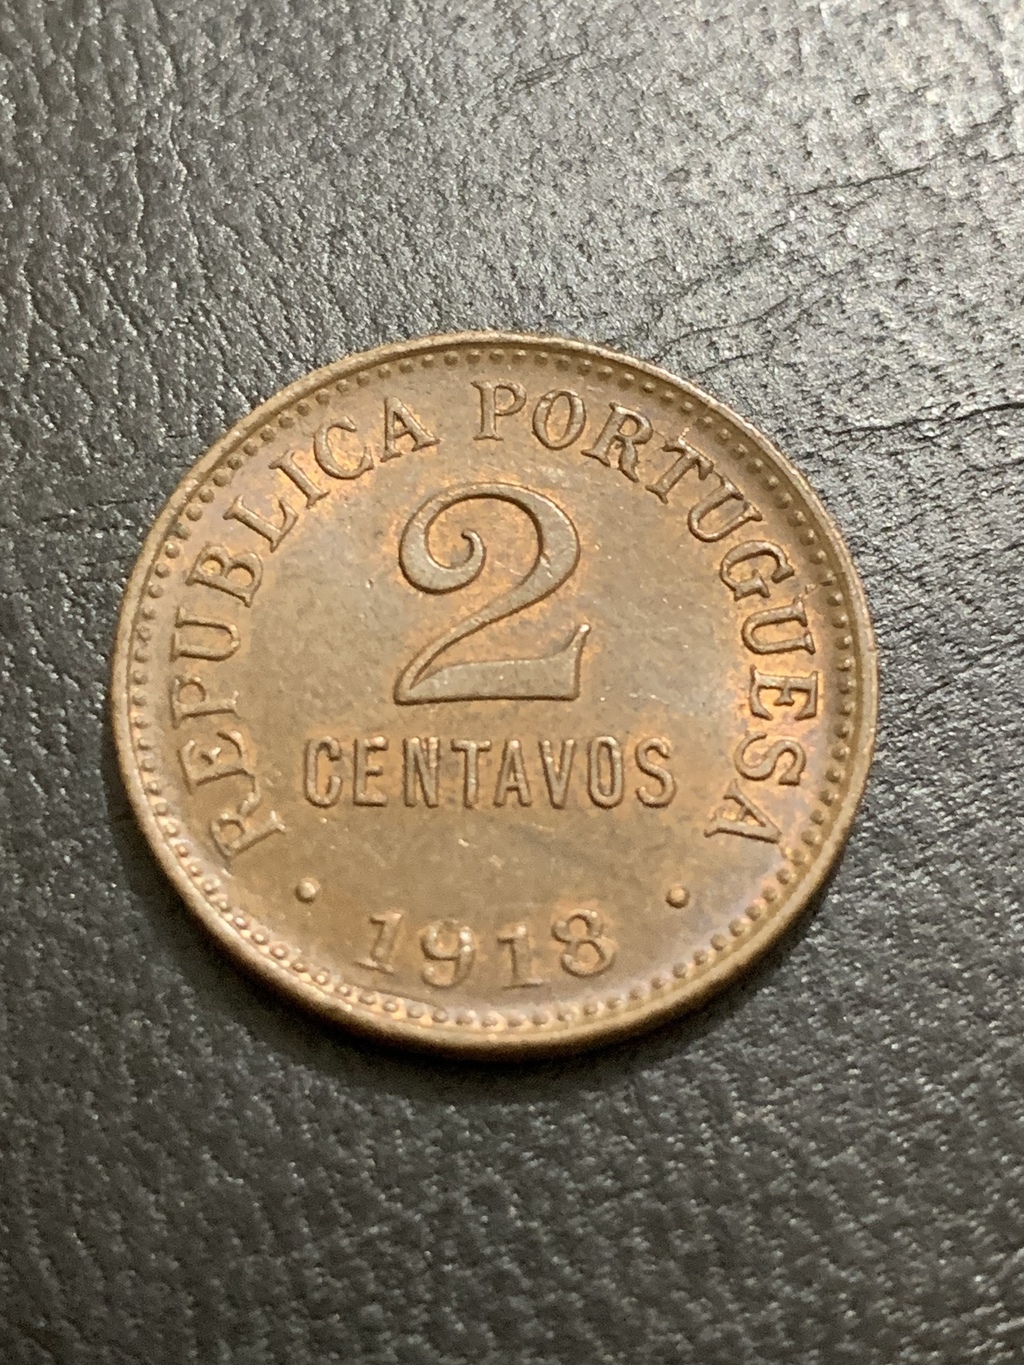 REPUBLICA PORTUGUESA
2
CENTAVOS
• 1918 •